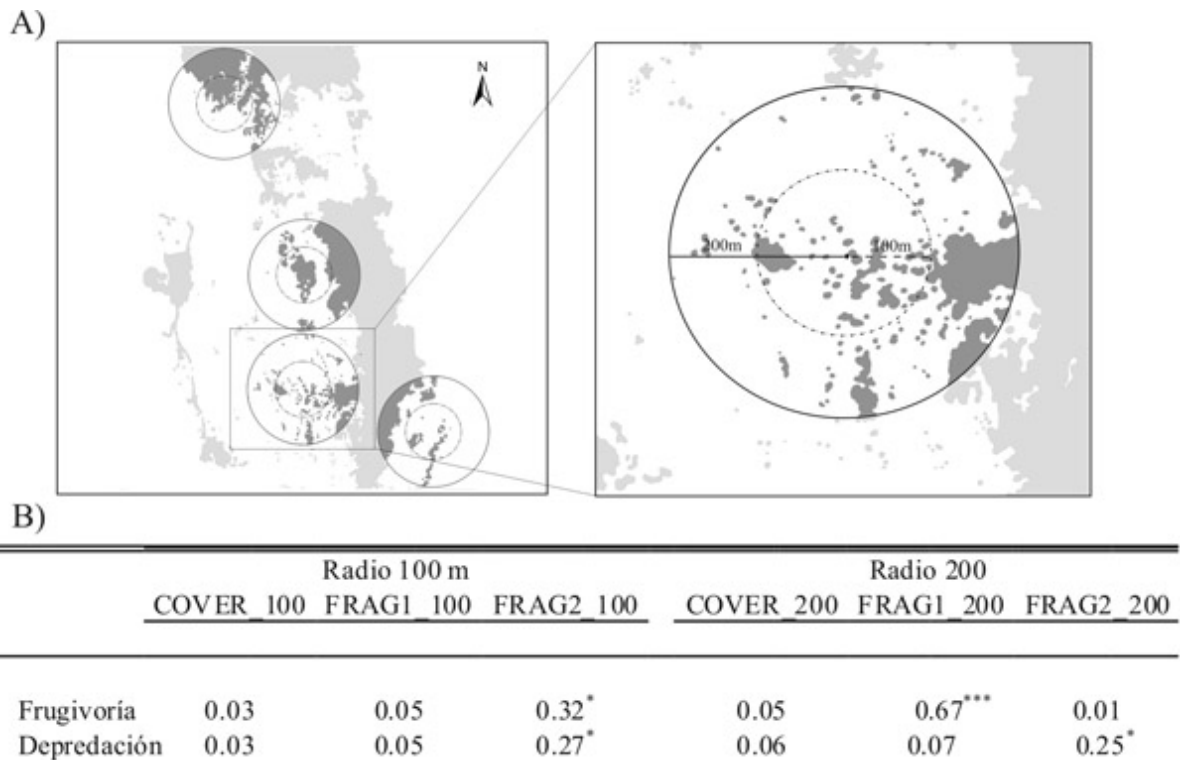 A)
N
200m
100m
B)
Radio 100 m Radio 200
COVER_100 FRAG1_100 FRAG2_100 COVER_200 FRAG1_200 FRAG2_200
Frugivoría 0.03 0.05 0.32* 0.05 0.67*** 0.01
Depredación 0.03 0.05 0.27* 0.06 0.07 0.25*